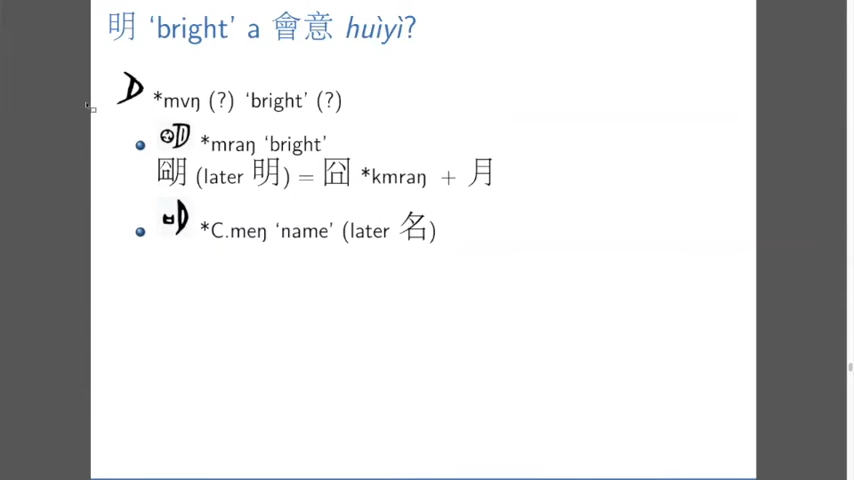 明 ‘bright’ a 會意 huìyì?
*mvŋ (?) ‘bright’ (?)
*mraŋ ‘bright’
朙 (later 明) = 囧 *kmraŋ + 月
*C.meŋ ‘name’ (later 名)